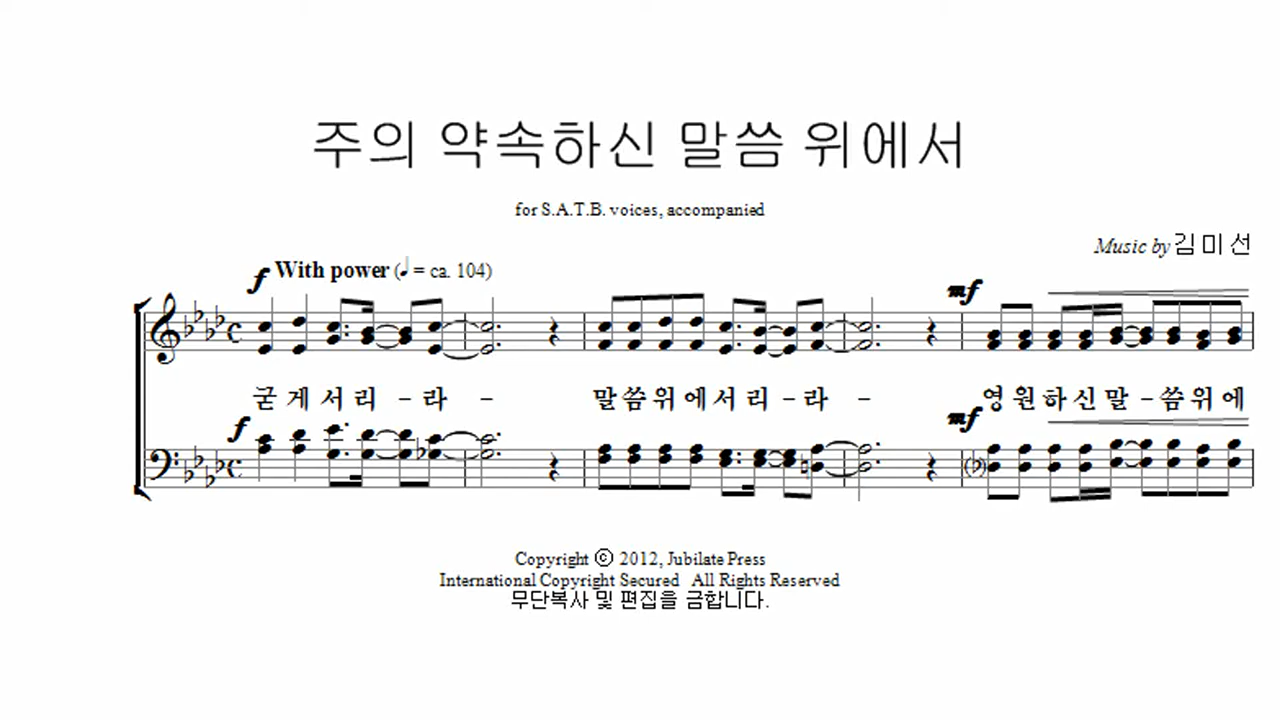 주의 약속하신 말씀 위에서
for S.A.T.B. voices, accompanied
Music by 김 미 선
f With power (♩ = ca. 104)
mf
굳 게 서 리 - 라 - 말 씀 위 에 서 리 - 라 - 영 원 하 신 말 - 씀 위 에
f
mf
Copyright © 2012, Jubilate Press
International Copyright Secured All Rights Reserved
무단복사 및 편집을 금합니다.